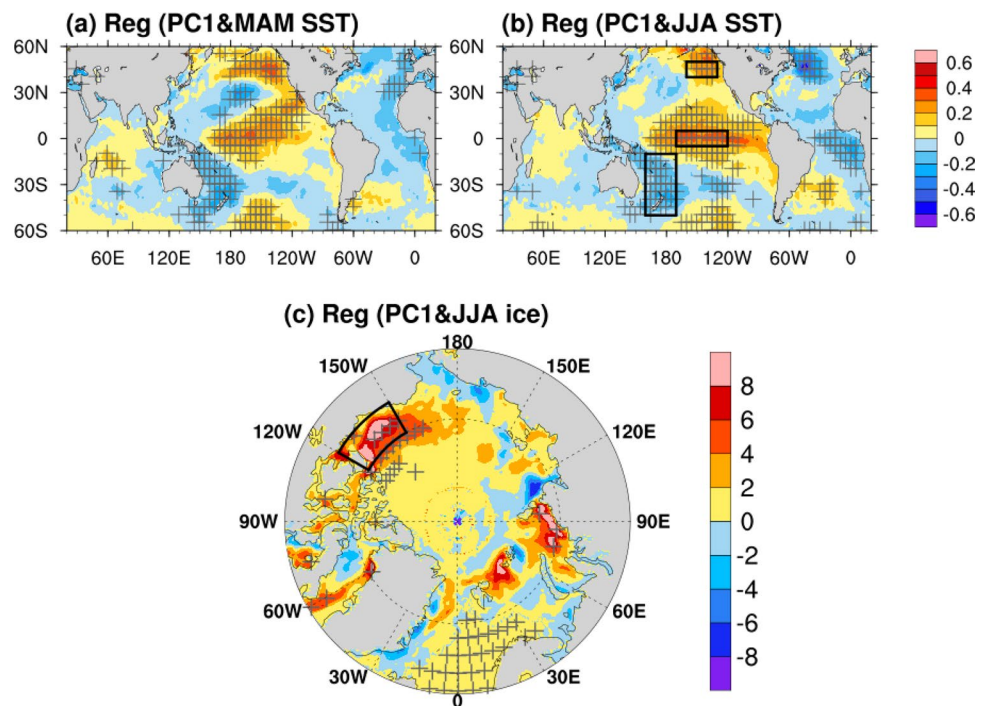 (a) Reg (PC1&MAM SST)
60N
30N
0
30S
60S
60E 120E 180 120W 60W 0
(b) Reg (PC1&JJA SST)
60N
30N
0
30S
60S
60E 120E 180 120W 60W 0
0.6
0.4
0.2
0
-0.2
-0.4
-0.6
(c) Reg (PC1&JJA ice)
180
150W 150E
120W 120E
90W 90E
60W 60E
30W 30E
0
8
6
4
2
0
-2
-4
-6
-8